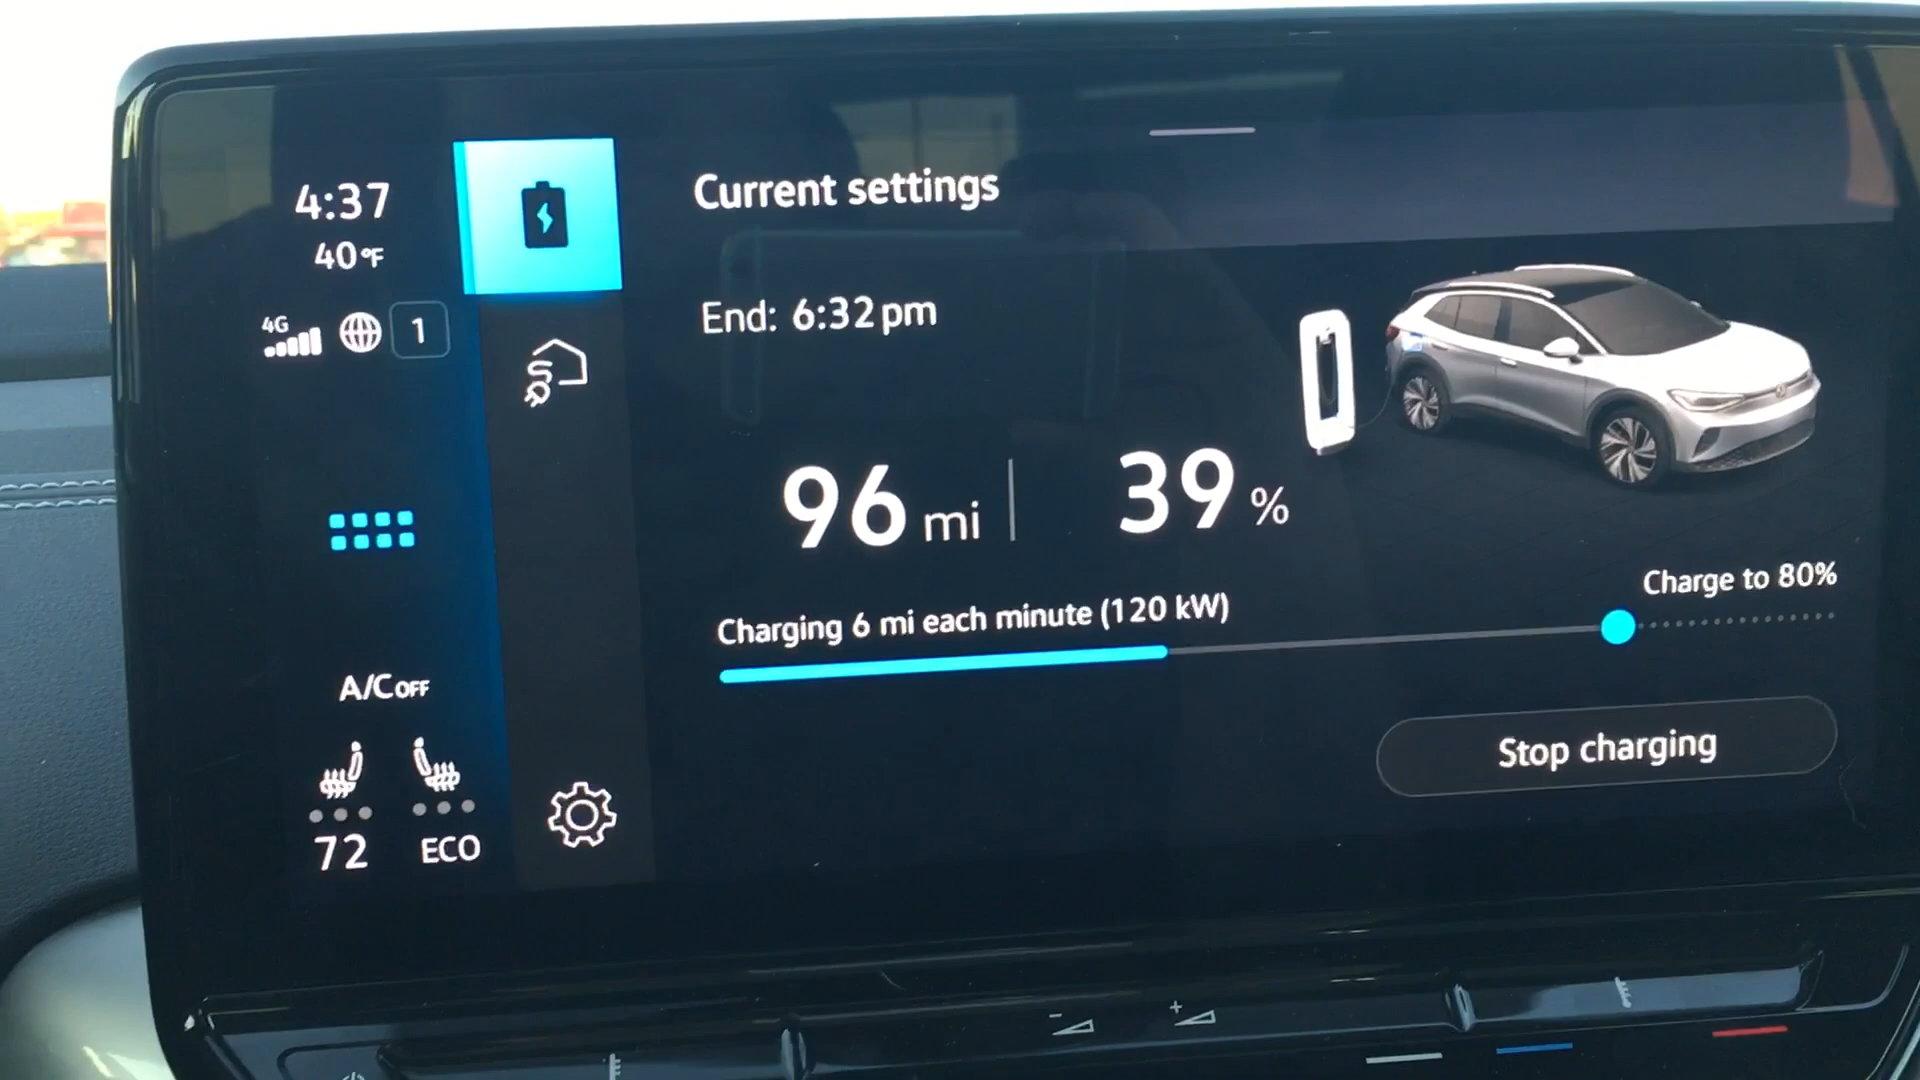 4:37
40°F
4G
1
Current settings
End: 6:32 pm
96 mi
39 %
Charge to 80%
Charging 6 mi each minute (120 kW)
A/C OFF
Stop charging
72
ECO